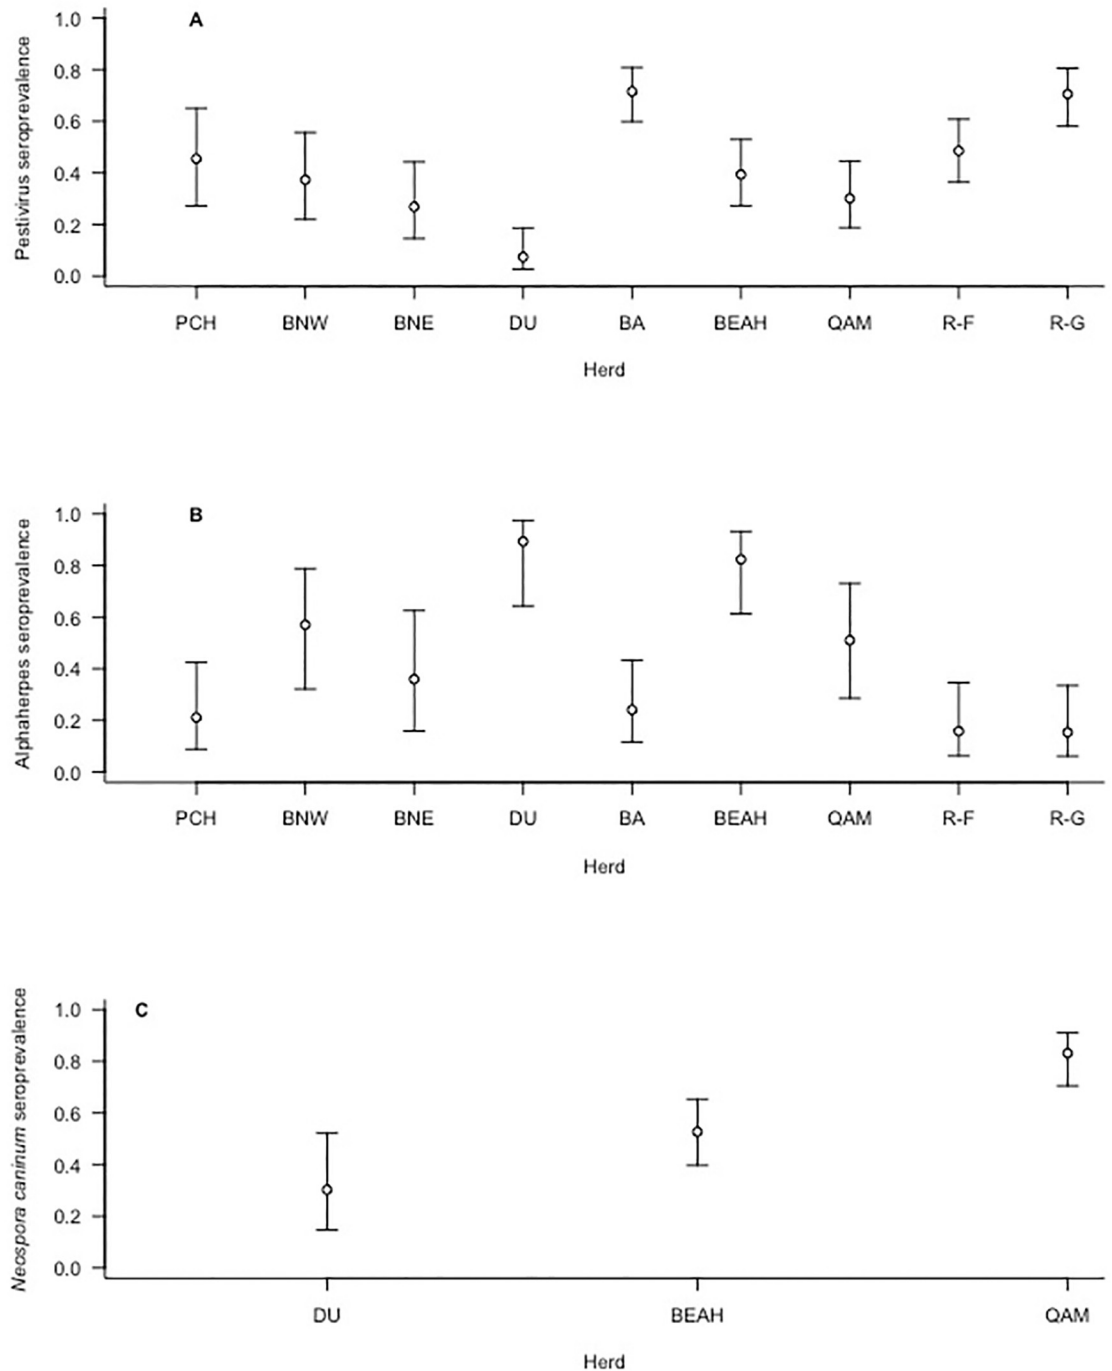 A
Pestivirus seroprevalence
1.0
0.8
0.6
0.4
0.2
0.0
PCH BNW BNE DU BA BEAH QAM R-F R-G
Herd
B
Alphaherpes seroprevalence
1.0
0.8
0.6
0.4
0.2
0.0
PCH BNW BNE DU BA BEAH QAM R-F R-G
Herd
C
Neospora caninum seroprevalence
1.0
0.8
0.6
0.4
0.2
0.0
DU BEAH QAM
Herd